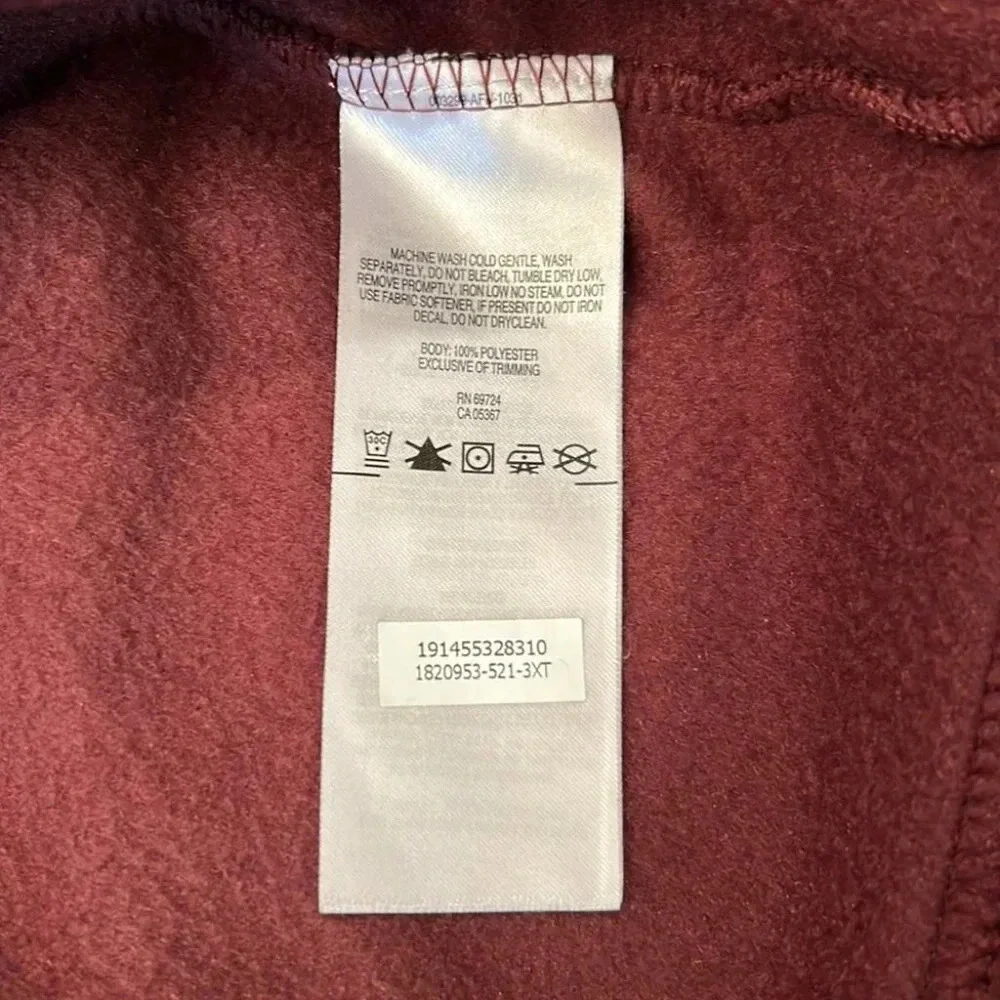 MACHINE WASH COLD GENTLE, WASH
SEPARATELY, DO NOT BLEACH, TUMBLE DRY LOW,
REMOVE PROMPTLY, IRON LOW NO STEAM, DO NOT
USE FABRIC SOFTENER, IF PRESENT DO NOT IRON
DECAL, DO NOT DRYCLEAN.
BODY: 100% POLYESTER
EXCLUSIVE OF TRIMMING
RN 69724
CA 05367
30C
191455328310
1820953-521-3XT